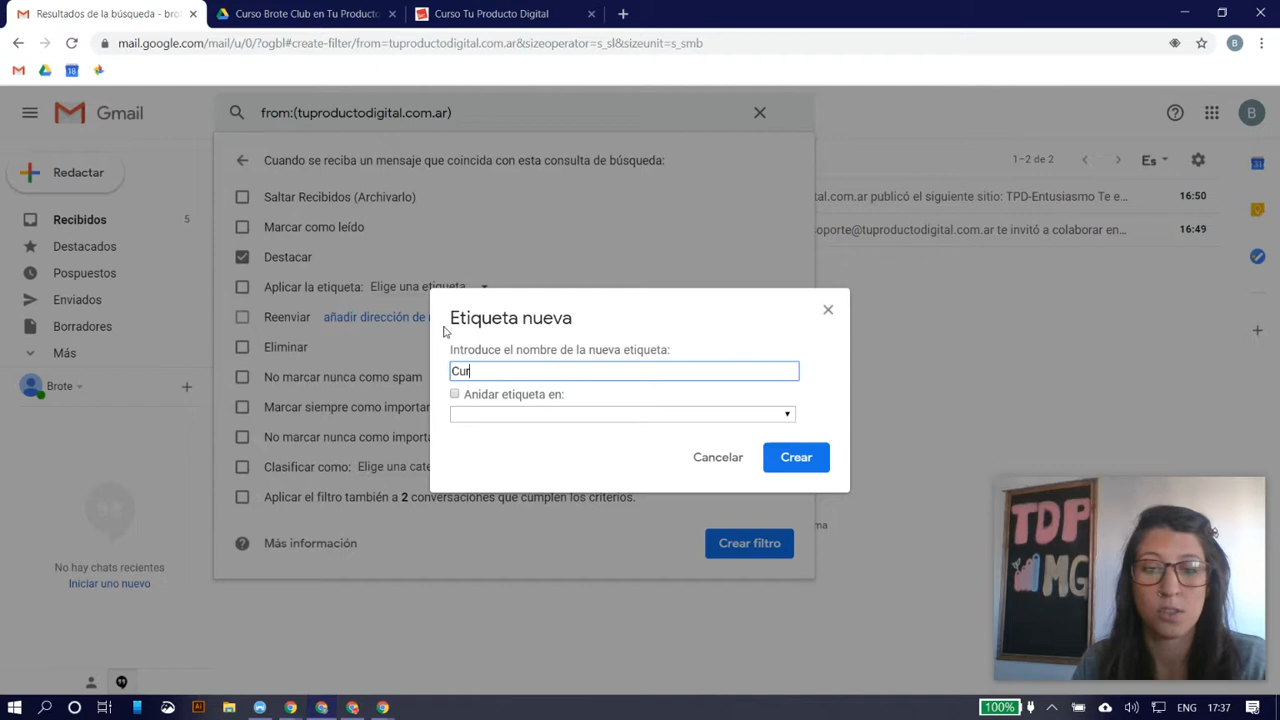 Resultados de la búsqueda - bro
Curso Brote Club en Tu Producto
Curso Tu Producto Digital
mail.google.com/mail/u/0/?ogbl#create-filter/from=tuproductodigital.com.ar&sizeoperator=s_sl&sizeunit=s_smb
B
18
Gmail
from:(tuproductodigital.com.ar)
B
Redactar
Cuando se reciba un mensaje que coincida con esta consulta de búsqueda:
1–2 de 2
Es
Saltar Recibidos (Archivarlo)
tal.com.ar publicó el siguiente sitio: TPD-Entusiasmo Te e…
16:50
Recibidos
5
Marcar como leído
soporte@tuproductodigital.com.ar te invitó a colaborar en…
16:49
Destacados
Destacar
Pospuestos
Aplicar la etiqueta: Elige una etiqueta
Enviados
Reenviar
añadir dirección de
Borradores
Eliminar
Más
No marcar nunca como spam
Brote
Marcar siempre como importan
No marcar nunca como importa
Clasificar como: Elige una cate
Aplicar el filtro también a 2 conversaciones que cumplen los criterios.
Etiqueta nueva
Introduce el nombre de la nueva etiqueta:
Cur
Anidar etiqueta en:
Cancelar
Crear
Más información
Crear filtro
No hay chats recientes
Iniciar uno nuevo
TDP
MG
100%
ENG
17:37